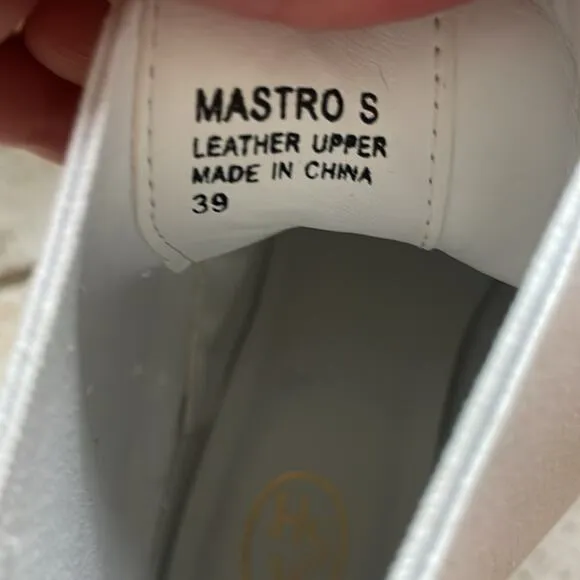 MASTRO S
LEATHER UPPER
MADE IN CHINA
39